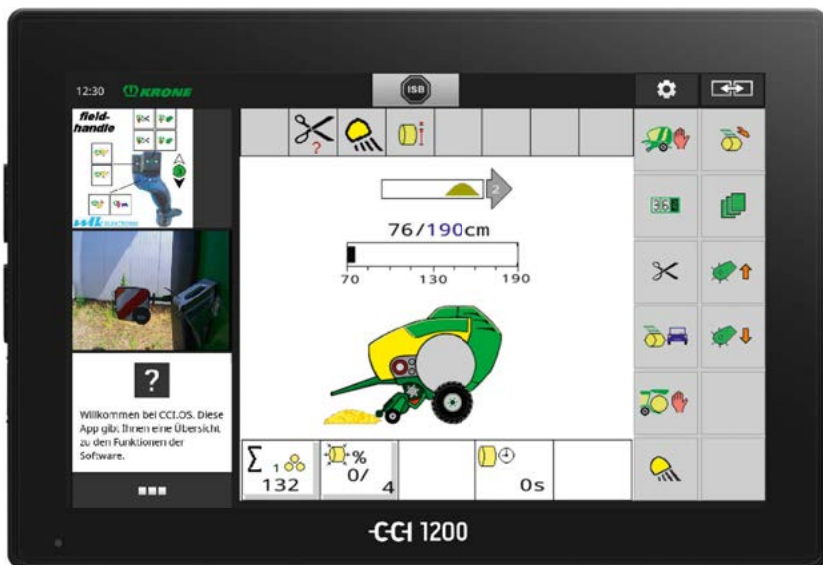 12:30
KRONE
ISB
field-
handle
?
2
76/190cm
70 130 190
?
Willkommen bei CCI.OS. Diese
App gibt Ihnen eine Übersicht
zu den Funktionen der
Software.
Σ 1
132
%
0/
4
0s
CCI 1200